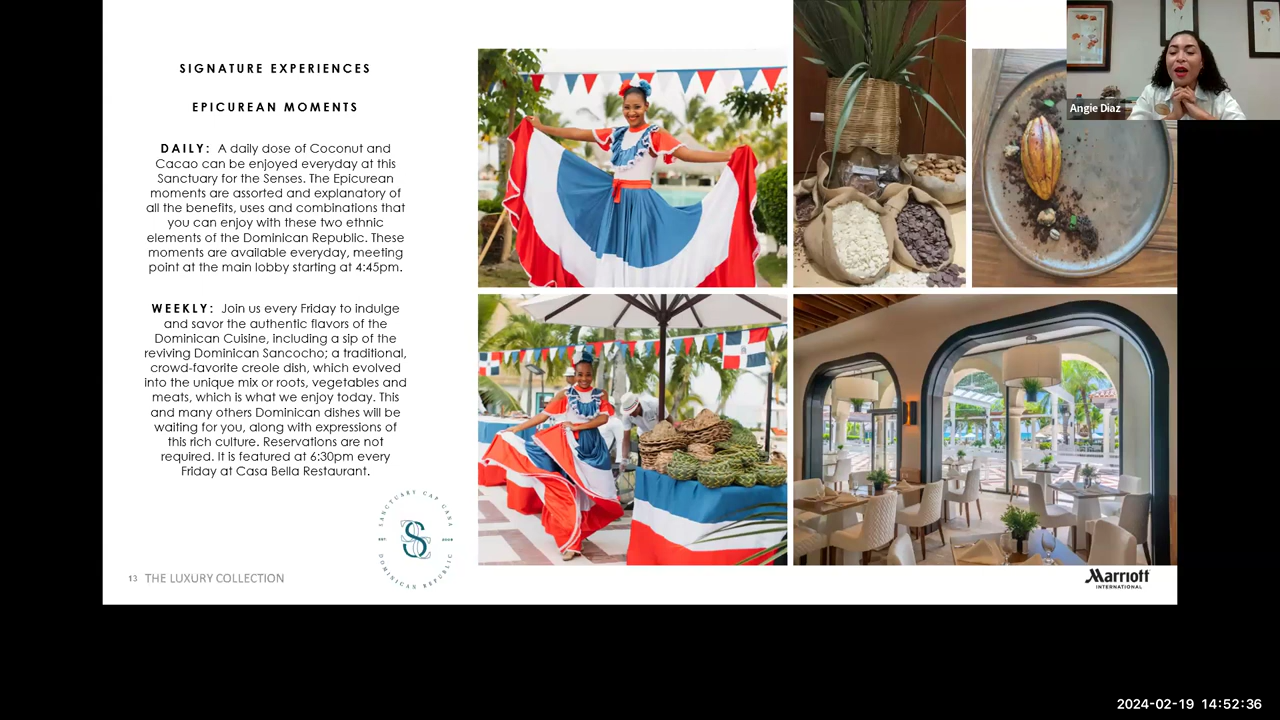 SIGNATURE EXPERIENCES
EPICUREAN MOMENTS
DAILY: A daily dose of Coconut and
Cacao can be enjoyed everyday at this
Sanctuary for the Senses. The Epicurean
moments are assorted and explanatory of
all the benefits, uses and combinations that
you can enjoy with these two ethnic
elements of the Dominican Republic. These
moments are available everyday, meeting
point at the main lobby starting at 4:45pm.
WEEKLY: Join us every Friday to indulge
and savor the authentic flavors of the
Dominican Cuisine, including a sip of the
reviving Dominican Sancocho; a traditional,
crowd-favorite creole dish, which evolved
into the unique mix or roots, vegetables and
meats, which is what we enjoy today. This
and many others Dominican dishes will be
waiting for you, along with expressions of
this rich culture. Reservations are not
required. It is featured at 6:30pm every
Friday at Casa Bella Restaurant.
SANCTUARY CAP CANA
EST.
DOMINICAN REPUBLIC
13 THE LUXURY COLLECTION
Marriott
INTERNATIONAL
Angie Diaz
2024-02-19 14:52:36